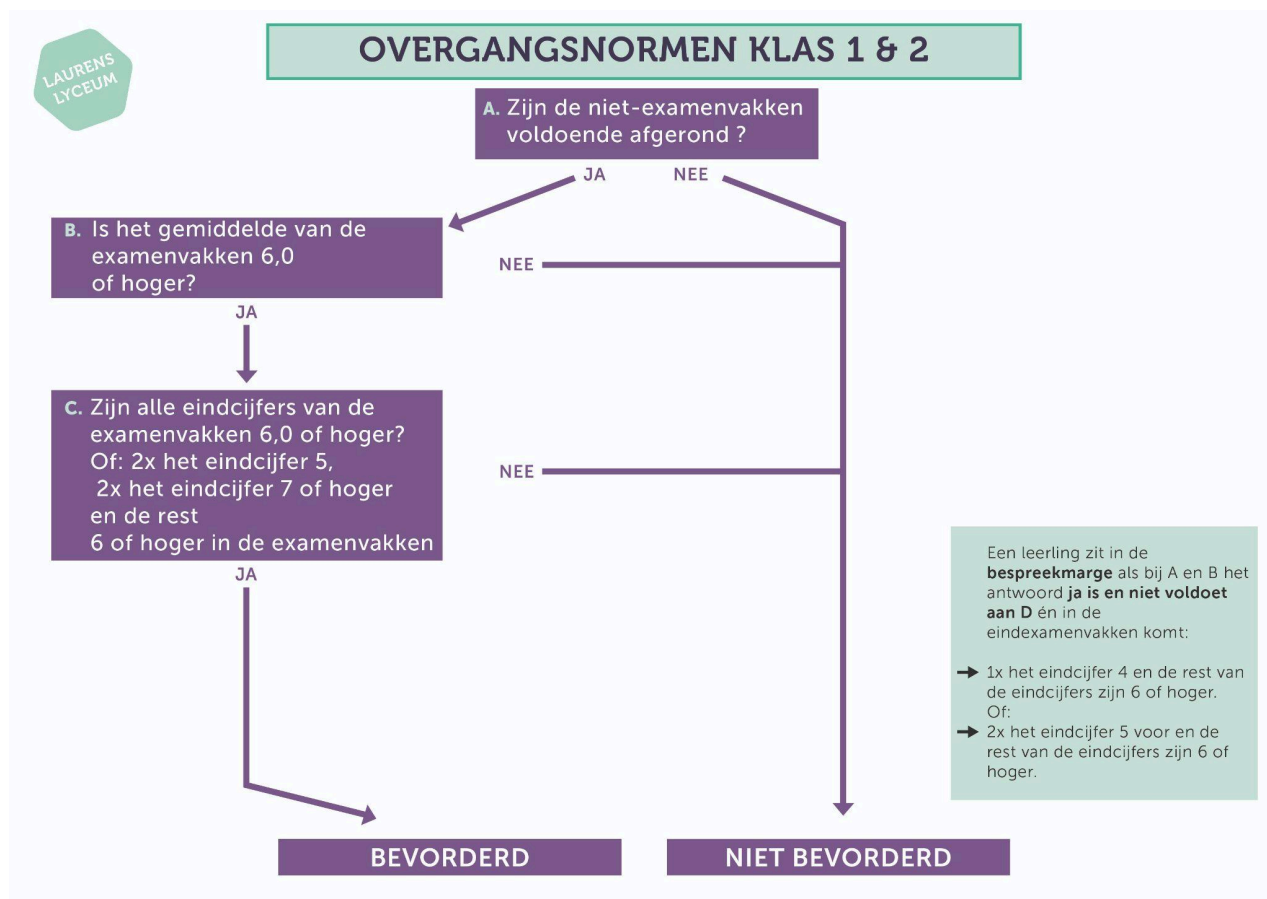 LAURENS
LYCEUM
OVERGANGSNORMEN KLAS 1 & 2
A. Zijn de niet-examenvakken
voldoende afgerond ?
JA
NEE
B. Is het gemiddelde van de
examenvakken 6,0
of hoger?
NEE
JA
C. Zijn alle eindcijfers van de
examenvakken 6,0 of hoger?
Of: 2x het eindcijfer 5,
2x het eindcijfer 7 of hoger
en de rest
6 of hoger in de examenvakken
NEE
JA
Een leerling zit in de
bespreekmarge als bij A en B het
antwoord ja is en niet voldoet
aan D én in de
eindexamenvakken komt:
→ 1x het eindcijfer 4 en de rest van
de eindcijfers zijn 6 of hoger.
Of:
→ 2x het eindcijfer 5 voor en de
rest van de eindcijfers zijn 6 of
hoger.
BEVORDERD
NIET BEVORDERD